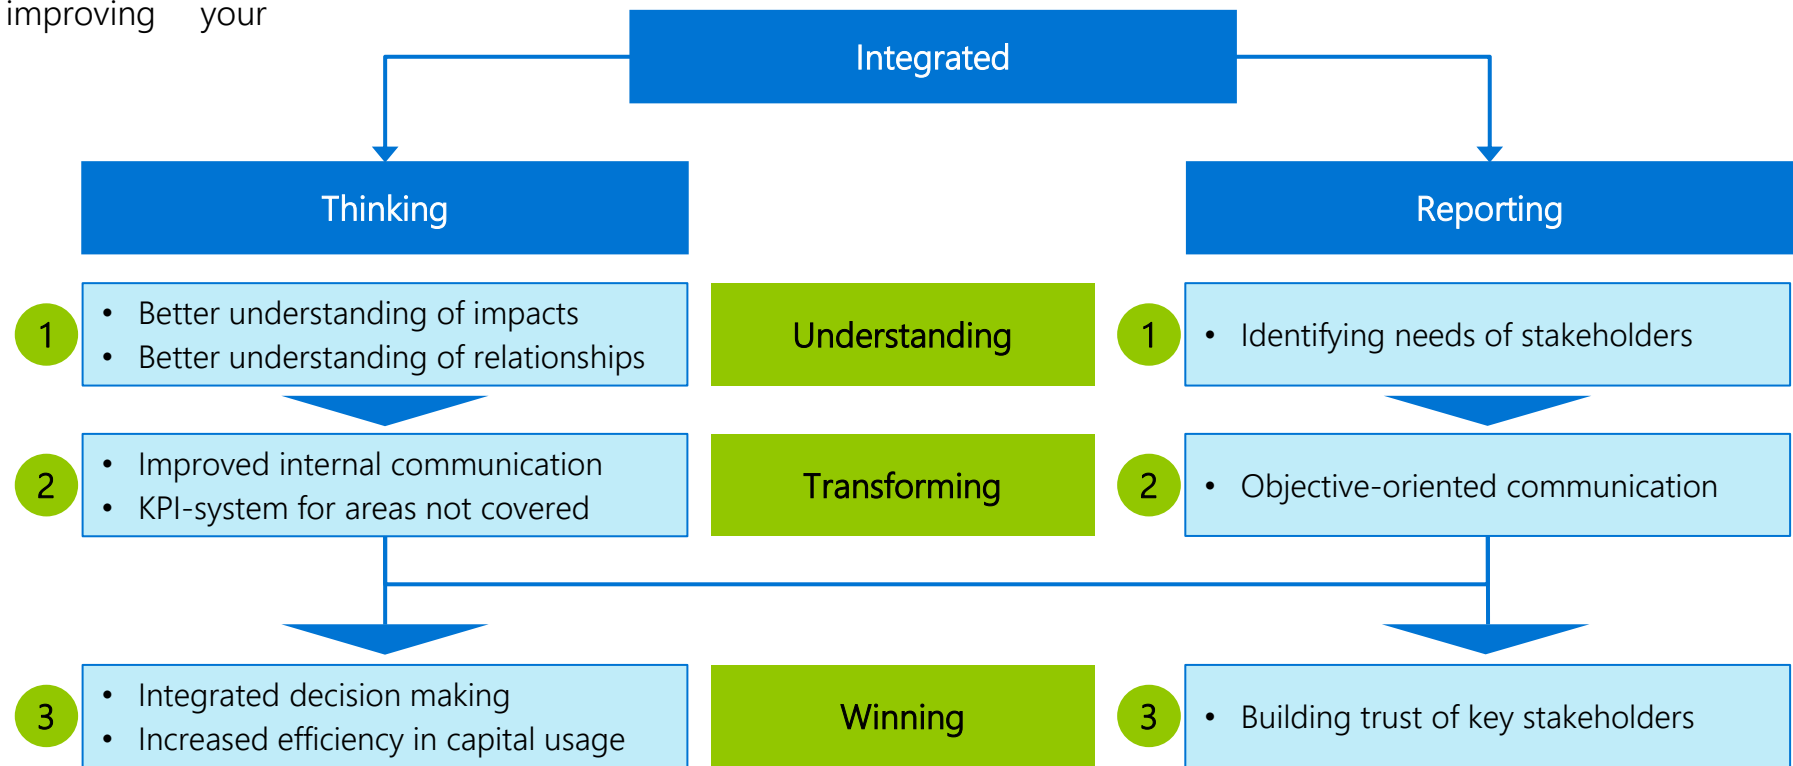 improving your
Integrated
Thinking
Reporting
1
• Better understanding of impacts
• Better understanding of relationships
Understanding
1
• Identifying needs of stakeholders
2
• Improved internal communication
• KPI-system for areas not covered
Transforming
2
• Objective-oriented communication
3
• Integrated decision making
• Increased efficiency in capital usage
Winning
3
• Building trust of key stakeholders